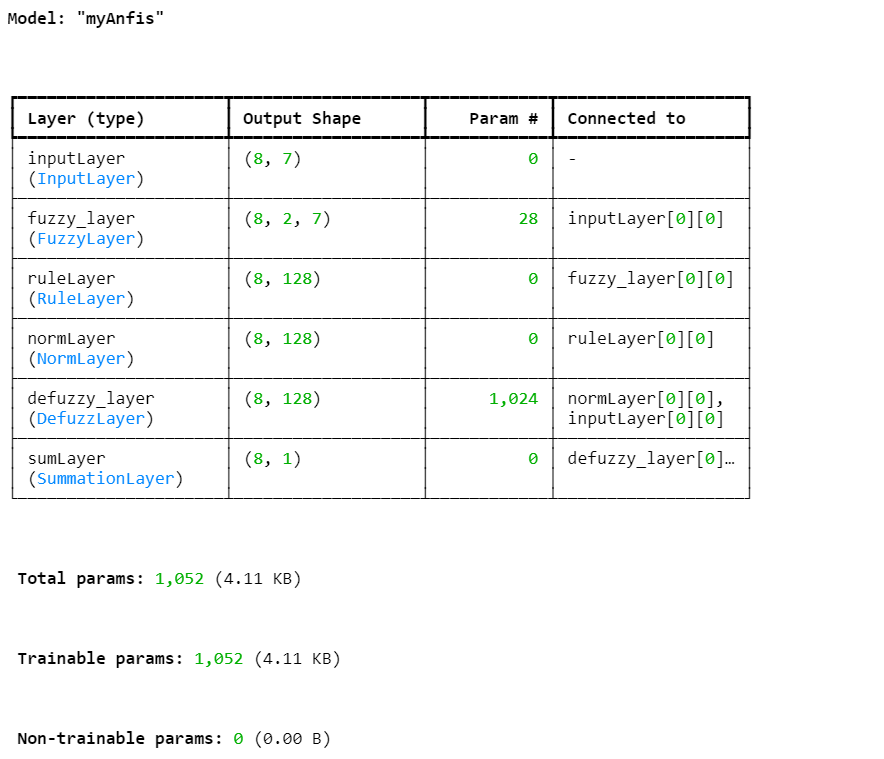 Model: "myAnfis"
Layer (type) Output Shape Param # Connected to
inputLayer (8, 7) 0 -
(InputLayer)
fuzzy_layer (8, 2, 7) 28 inputLayer[0][0]
(FuzzyLayer)
ruleLayer (8, 128) 0 fuzzy_layer[0][0]
(RuleLayer)
normLayer (8, 128) 0 ruleLayer[0][0]
(NormLayer)
defuzzy_layer (8, 128) 1,024 normLayer[0][0],
(DefuzzLayer) inputLayer[0][0]
sumLayer (8, 1) 0 defuzzy_layer[0]…
(SummationLayer)
Total params: 1,052 (4.11 KB)
Trainable params: 1,052 (4.11 KB)
Non-trainable params: 0 (0.00 B)